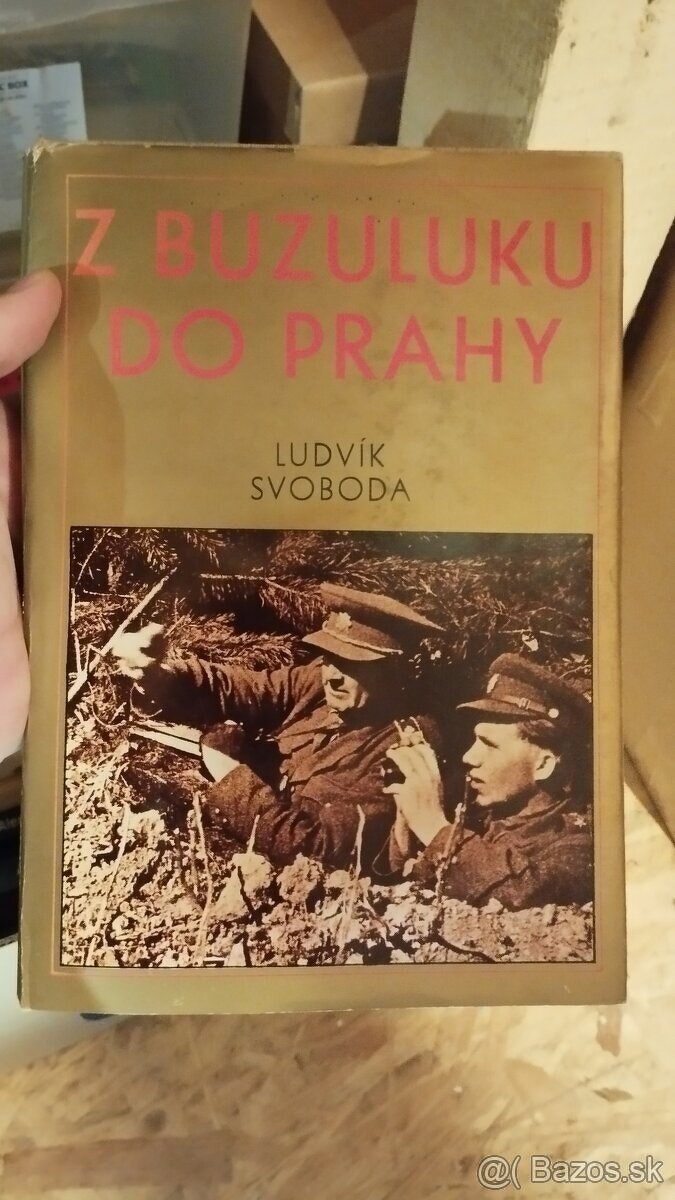 Z BUZULUKU
DO PRAHY
LUDVÍK
SVOBODA
@( Bazos.sk